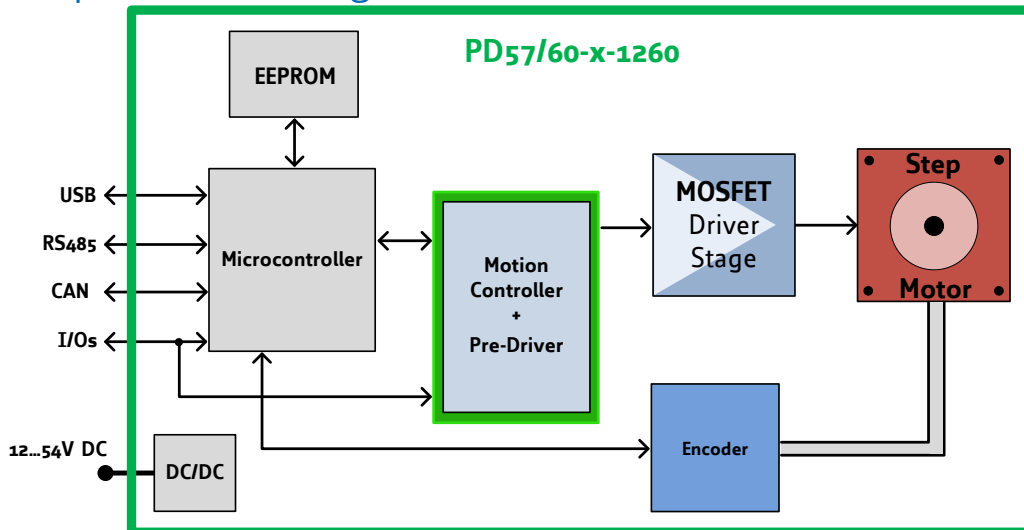 PD57/60-x-1260
EEPROM
USB
RS485
CAN
I/Os
Microcontroller
Motion
Controller
+
Pre-Driver
MOSFET
Driver
Stage
Step
Motor
Encoder
12...54V DC
DC/DC